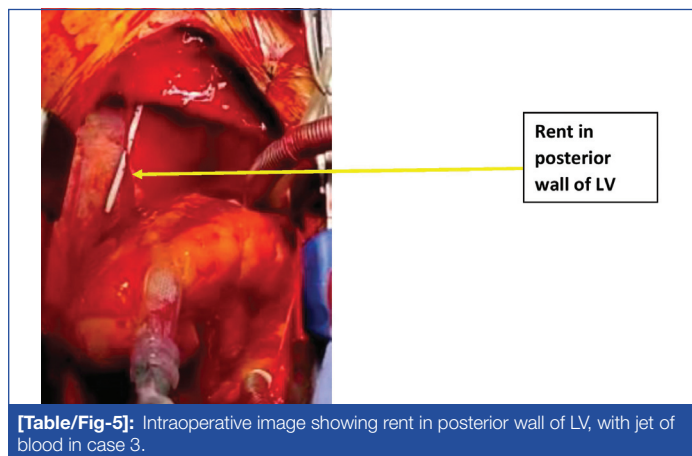 Rent in
posterior
wall of LV
[Table/Fig-5]: Intraoperative image showing rent in posterior wall of LV, with jet of
blood in case 3.